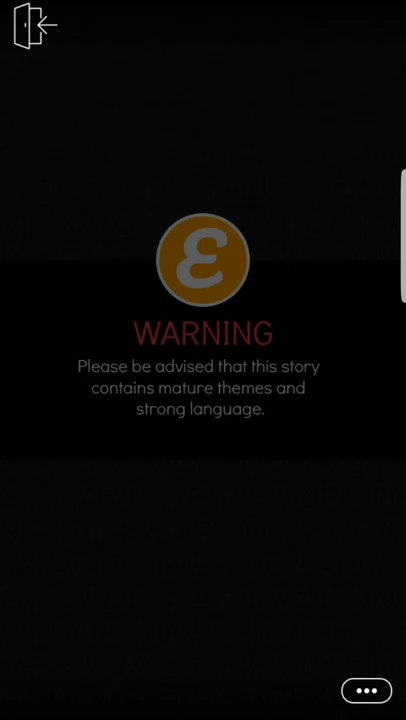 WARNING
Please be advised that this story
contains mature themes and
strong language.